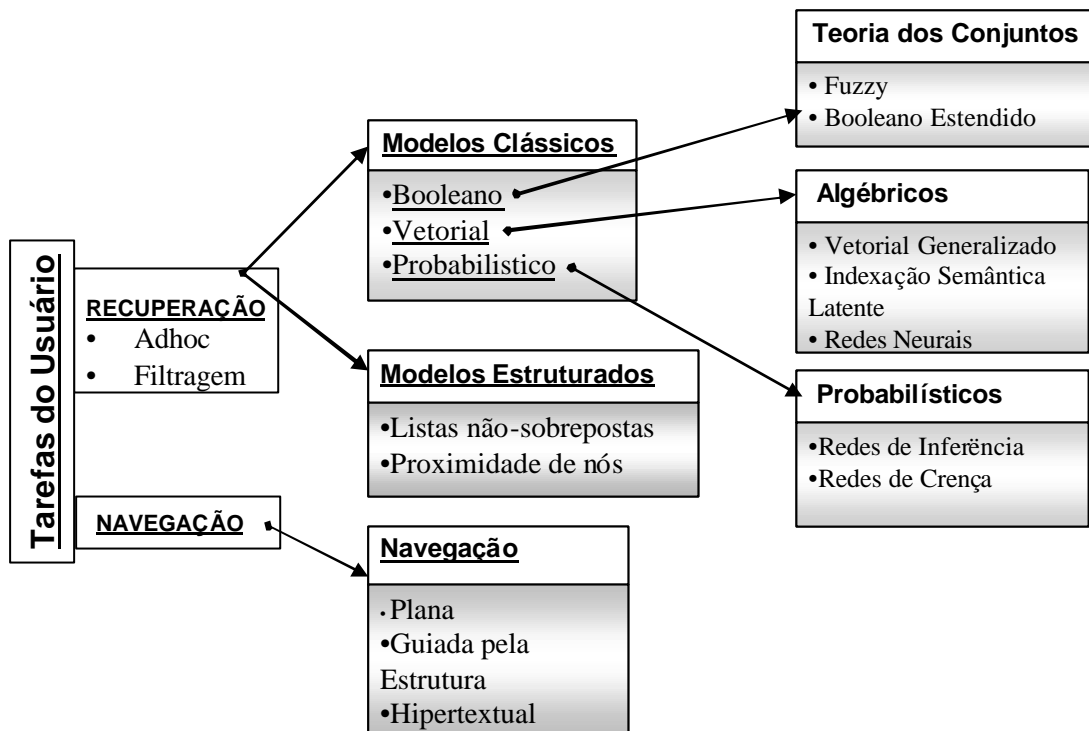 Tarefas do Usuário
RECUPERAÇÃO
• Adhoc
• Filtragem
NAVEGAÇÃO
Modelos Clássicos
•Booleano
•Vetorial
•Probabilistico
Modelos Estruturados
•Listas não-sobrepostas
•Proximidade de nós
Navegação
•Plana
•Guiada pela
Estrutura
•Hipertextual
Teoria dos Conjuntos
• Fuzzy
• Booleano Estendido
Algébricos
• Vetorial Generalizado
• Indexação Semântica
Latente
• Redes Neurais
Probabilísticos
•Redes de Inferência
•Redes de Crença